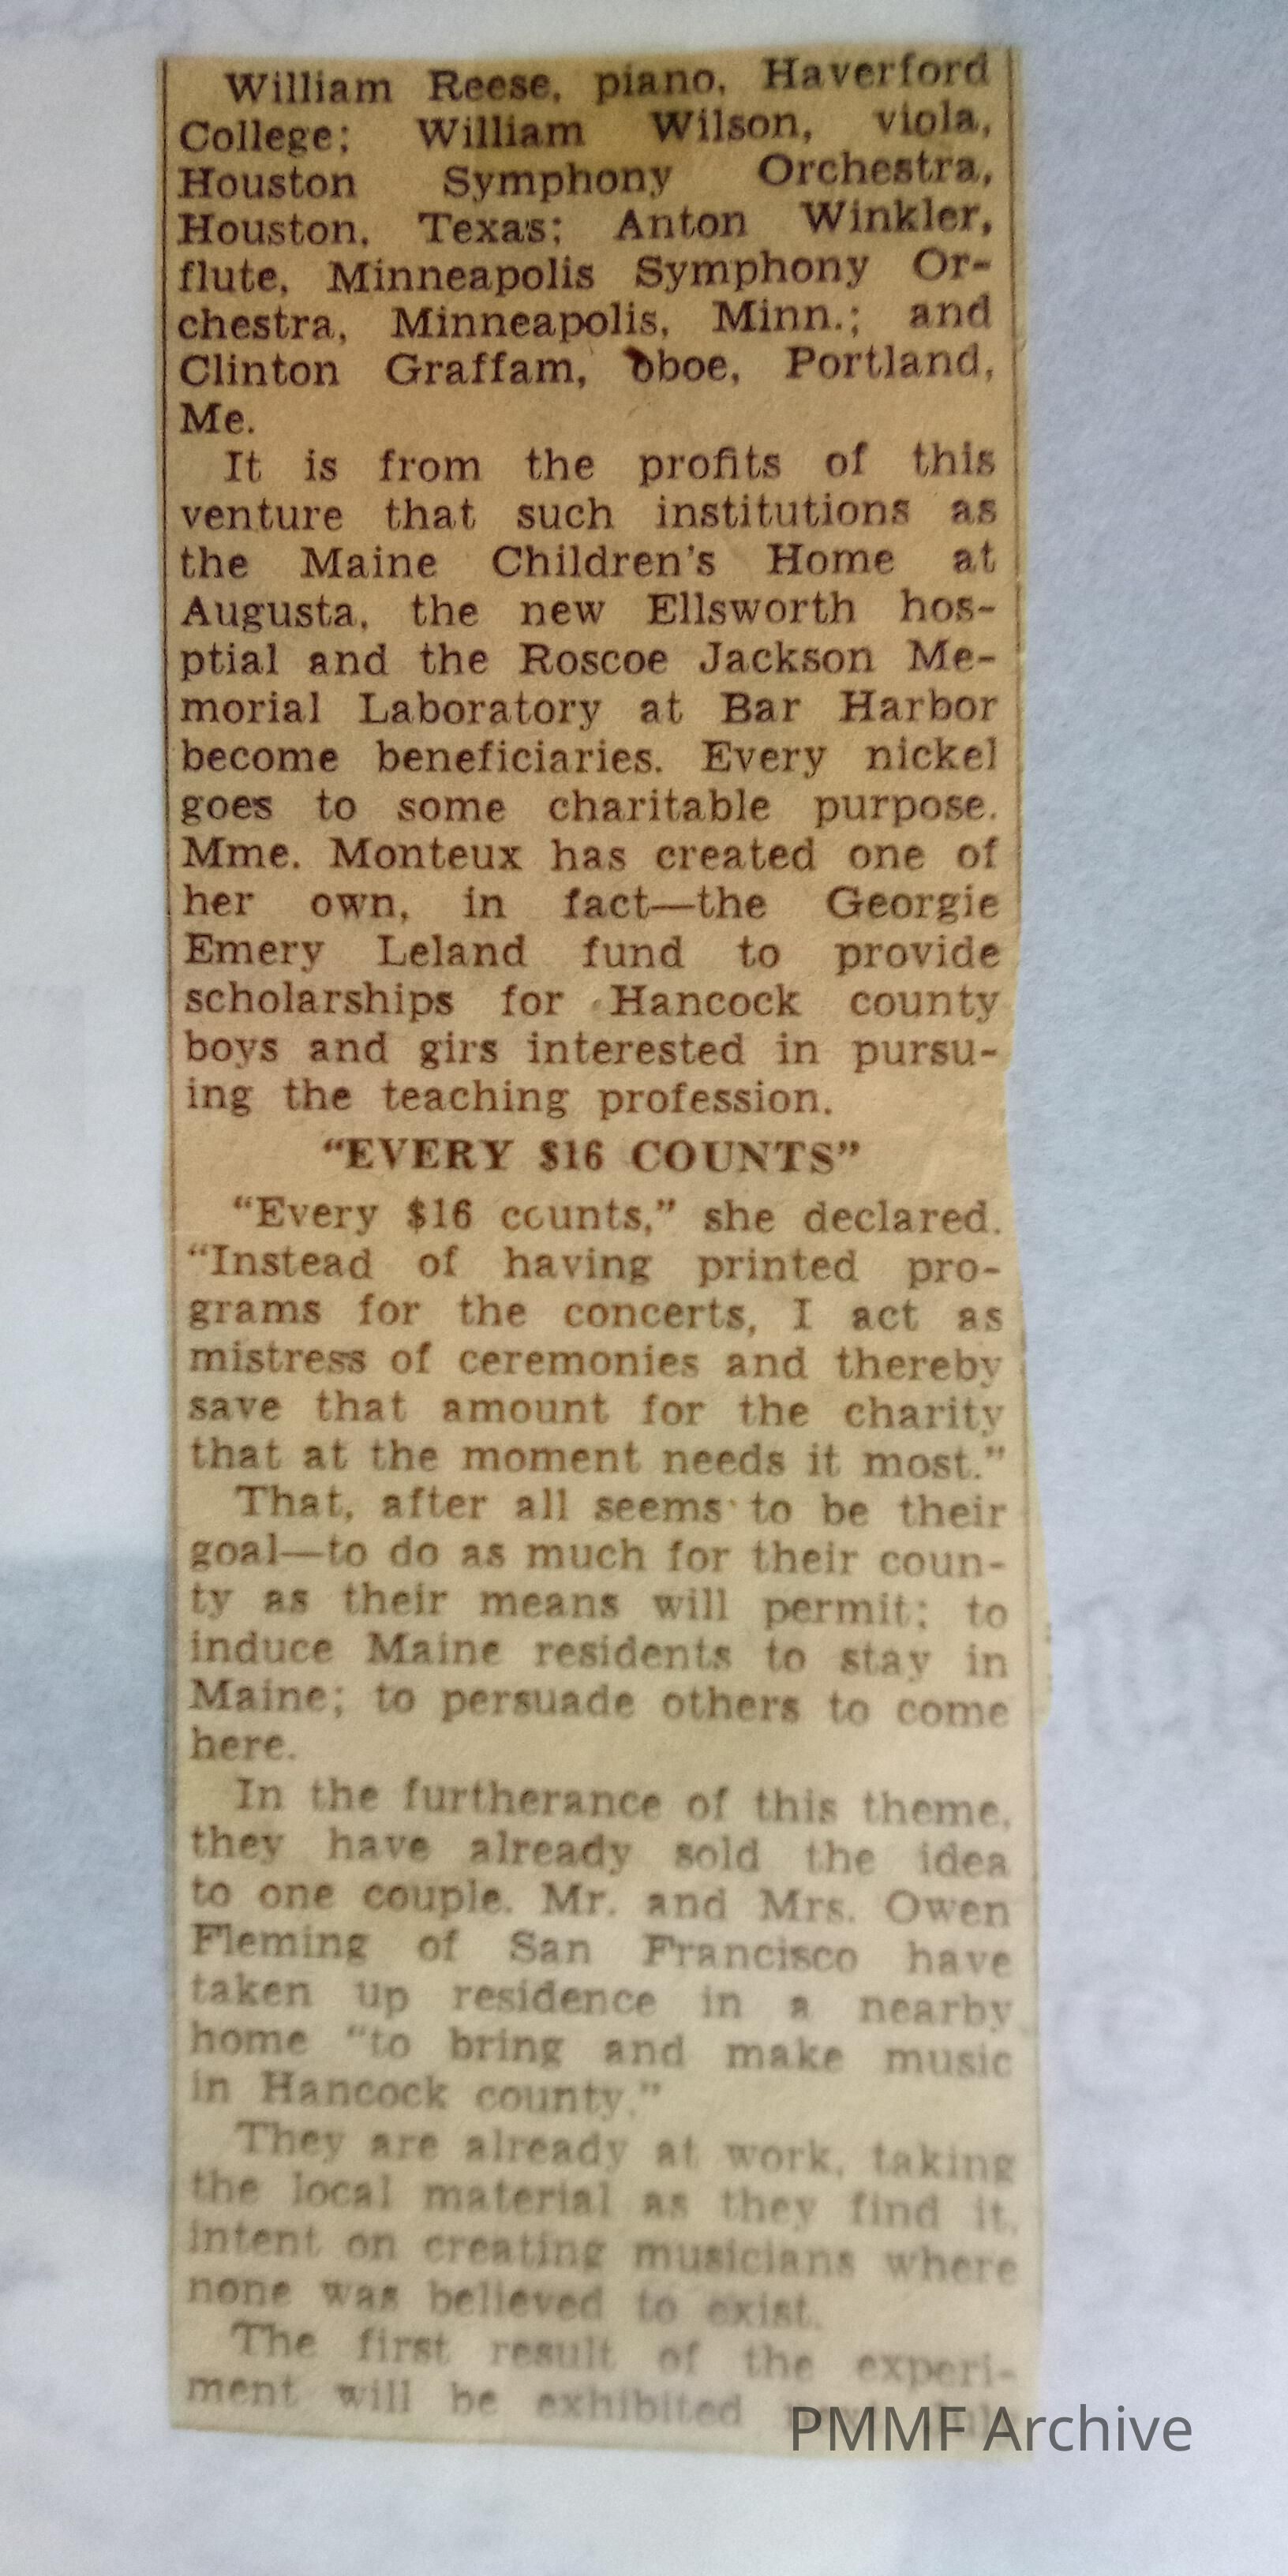 William Reese, piano, Haverford
College; William Wilson, viola,
Houston Symphony Orchestra,
Houston, Texas; Anton Winkler,
flute, Minneapolis Symphony Or-
chestra, Minneapolis, Minn.; and
Clinton Graffam, oboe, Portland,
Me.
It is from the profits of this
venture that such institutions as
the Maine Children's Home at
Augusta, the new Ellsworth hos-
ptial and the Roscoe Jackson Me-
morial Laboratory at Bar Harbor
become beneficiaries. Every nickel
goes to some charitable purpose.
Mme. Monteux has created one of
her own, in fact—the Georgie
Emery Leland fund to provide
scholarships for Hancock county
boys and girs interested in pursu-
ing the teaching profession.
“EVERY $16 COUNTS”
“Every $16 counts,” she declared.
“Instead of having printed pro-
grams for the concerts, I act as
mistress of ceremonies and thereby
save that amount for the charity
that at the moment needs it most.”
That, after all seems to be their
goal—to do as much for their coun-
ty as their means will permit; to
induce Maine residents to stay in
Maine; to persuade others to come
here.
In the furtherance of this theme,
they have already sold the idea
to one couple. Mr. and Mrs. Owen
Fleming of San Francisco have
taken up residence in a nearby
home “to bring and make music
in Hancock county.”
They are already at work, taking
the local material as they find it,
intent on creating musicians where
none was believed to exist.
The first result of the experi-
ment will be exhibited
PMMF Archive